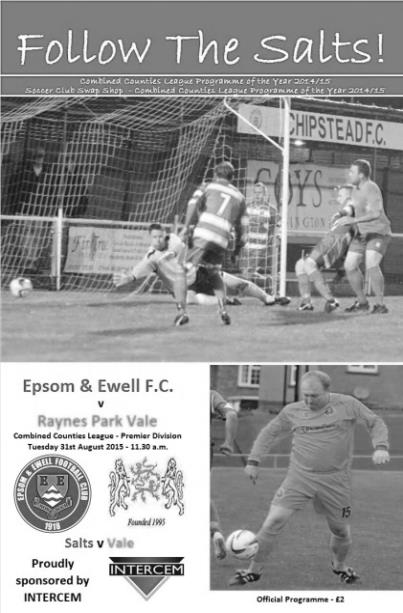 Follow The Salts!
Combined Counties League Programme of the Year 2014/15
Soccer Club Swap Shop - Combined Counties League Programme of the Year 2014/15
CHIPSTEAD F.C.
7
Epsom & Ewell F.C.
v
Raynes Park Vale
Combined Counties League - Premier Division
Tuesday 31st August 2015 - 11.30 a.m.
EPSOM & EWELL FOOTBALL CLUB
E E
1918
Founded 1995
Salts v Vale
Proudly
sponsored by
INTERCEM
INTERCEM
15
Official Programme - £2